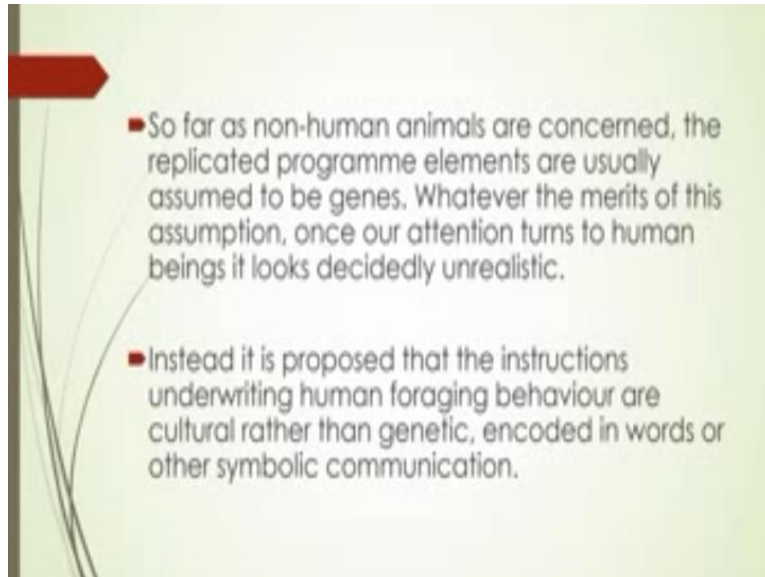 So far as non-human animals are concerned, the
replicated programme elements are usually
assumed to be genes. Whatever the merits of this
assumption, once our attention turns to human
beings it looks decidedly unrealistic.
Instead it is proposed that the instructions
underwriting human foraging behaviour are
cultural rather than genetic, encoded in words or
other symbolic communication.